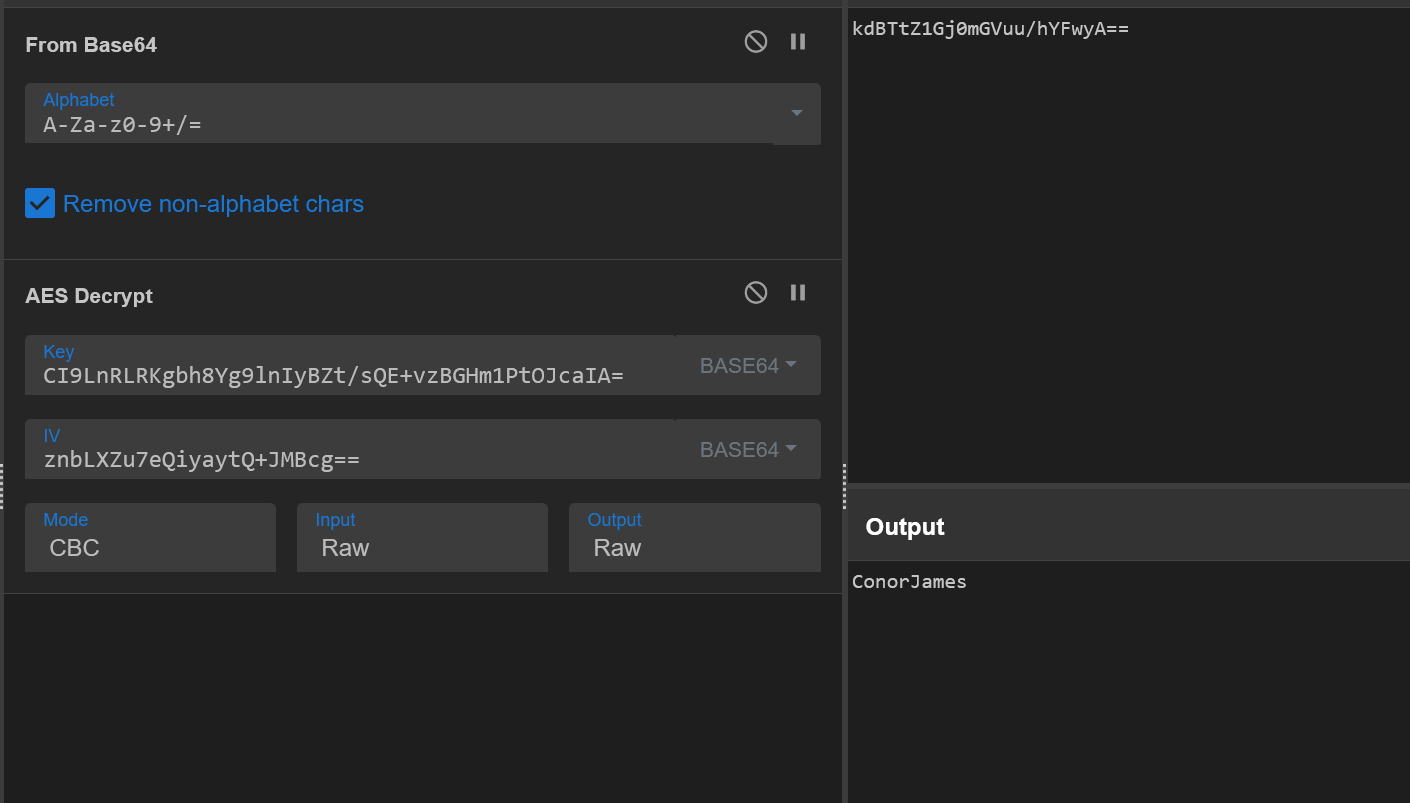 From Base64
Alphabet
A-Za-z0-9+/=
Remove non-alphabet chars
AES Decrypt
Key
CI9LnRLRKgbh8Yg9lnIyBZt/sQE+vzBGHm1PtOJcaIA=
BASE64
IV
znbLXZu7eQiyaytQ+JMBcg==
BASE64
Mode
CBC
Input
Raw
Output
Raw
kdBTtZ1Gj0mGVuu/hYFwyA==
Output
ConorJames